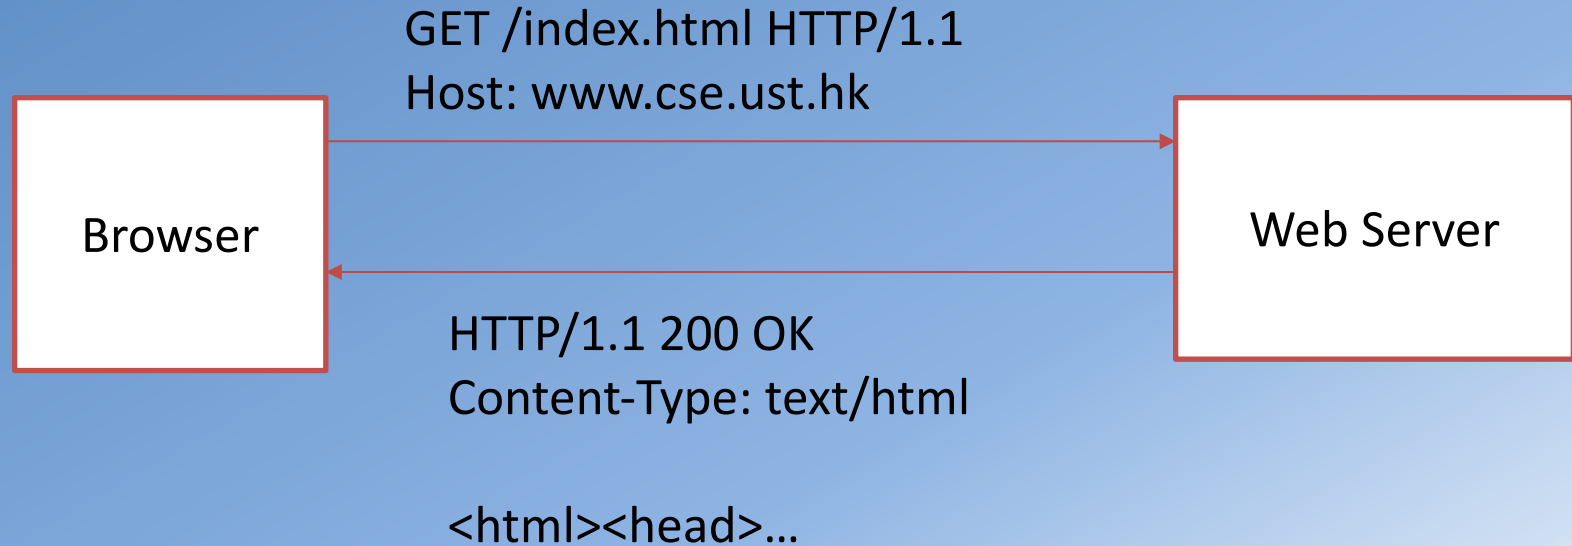 GET /index.html HTTP/1.1
Host: www.cse.ust.hk
Browser
Web Server
HTTP/1.1 200 OK
Content-Type: text/html
<html><head>…